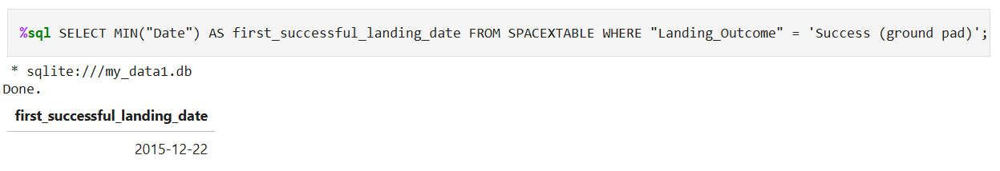 %sql SELECT MIN("Date") AS first_successful_landing_date FROM SPACEXTABLE WHERE "Landing_Outcome" = 'Success (ground pad)';
* sqlite:///my_data1.db
Done.
first_successful_landing_date
2015-12-22